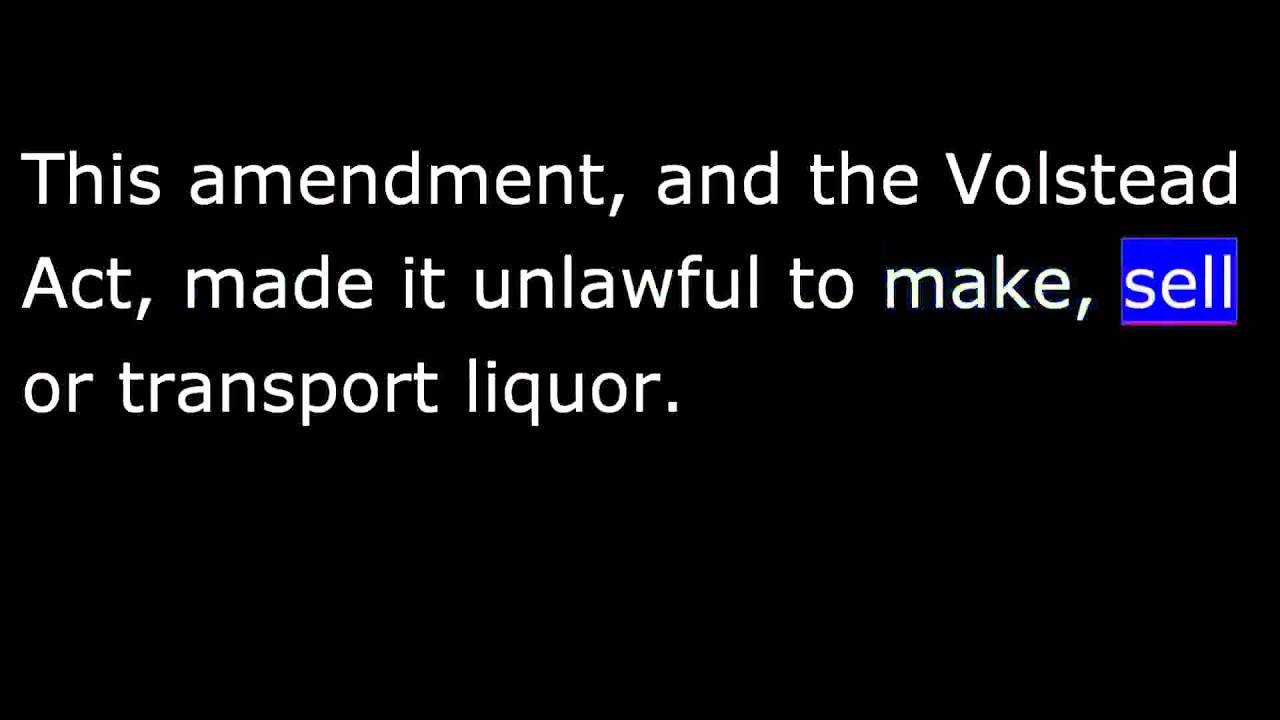 This amendment, and the Volstead
Act, made it unlawful to make, sell
or transport liquor.